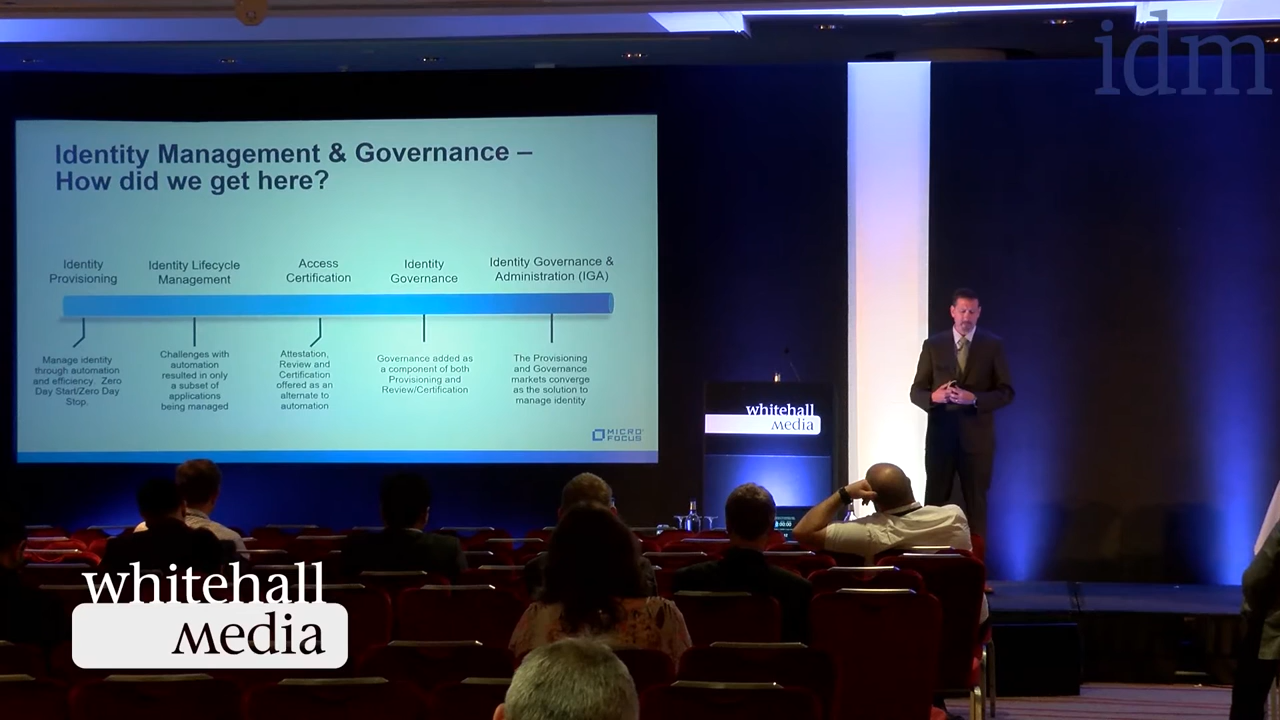 idm
Identity Management & Governance –
How did we get here?
Identity
Provisioning
Identity Lifecycle
Management
Access
Certification
Identity
Governance
Identity Governance &
Administration (IGA)
Manage identity
through automation
and efficiency. Zero
Day Start/Zero Day
Stop.
Challenges with
automation
resulted in only
a subset of
applications
being managed
Attestation,
Review and
Certification
offered as an
alternate to
automation
Governance added as
a component of both
Provisioning and
Review/Certification
The Provisioning
and Governance
markets converge
as the solution to
manage identity
MICRO
FOCUS
whitehall
Media
whitehall
Media